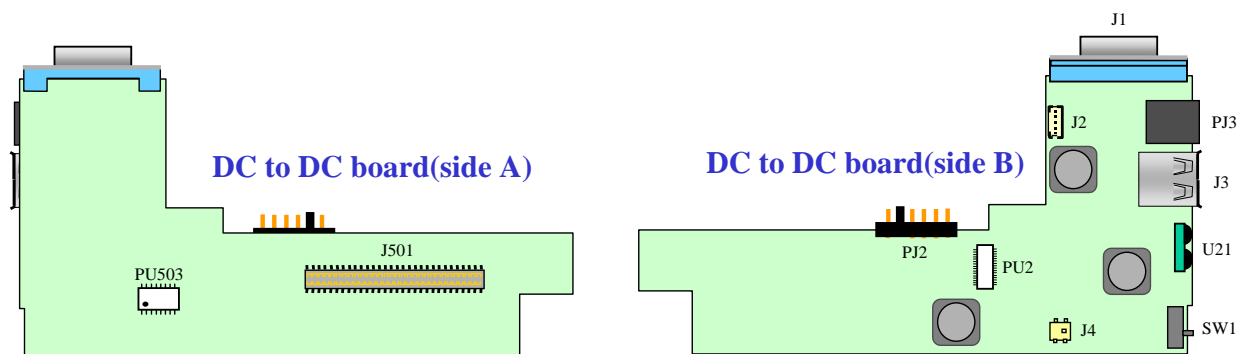 J1
J2
PJ3
DC to DC board(side A)
DC to DC board(side B)
J3
J501
PJ2
U21
PU503
PU2
J4
SW1